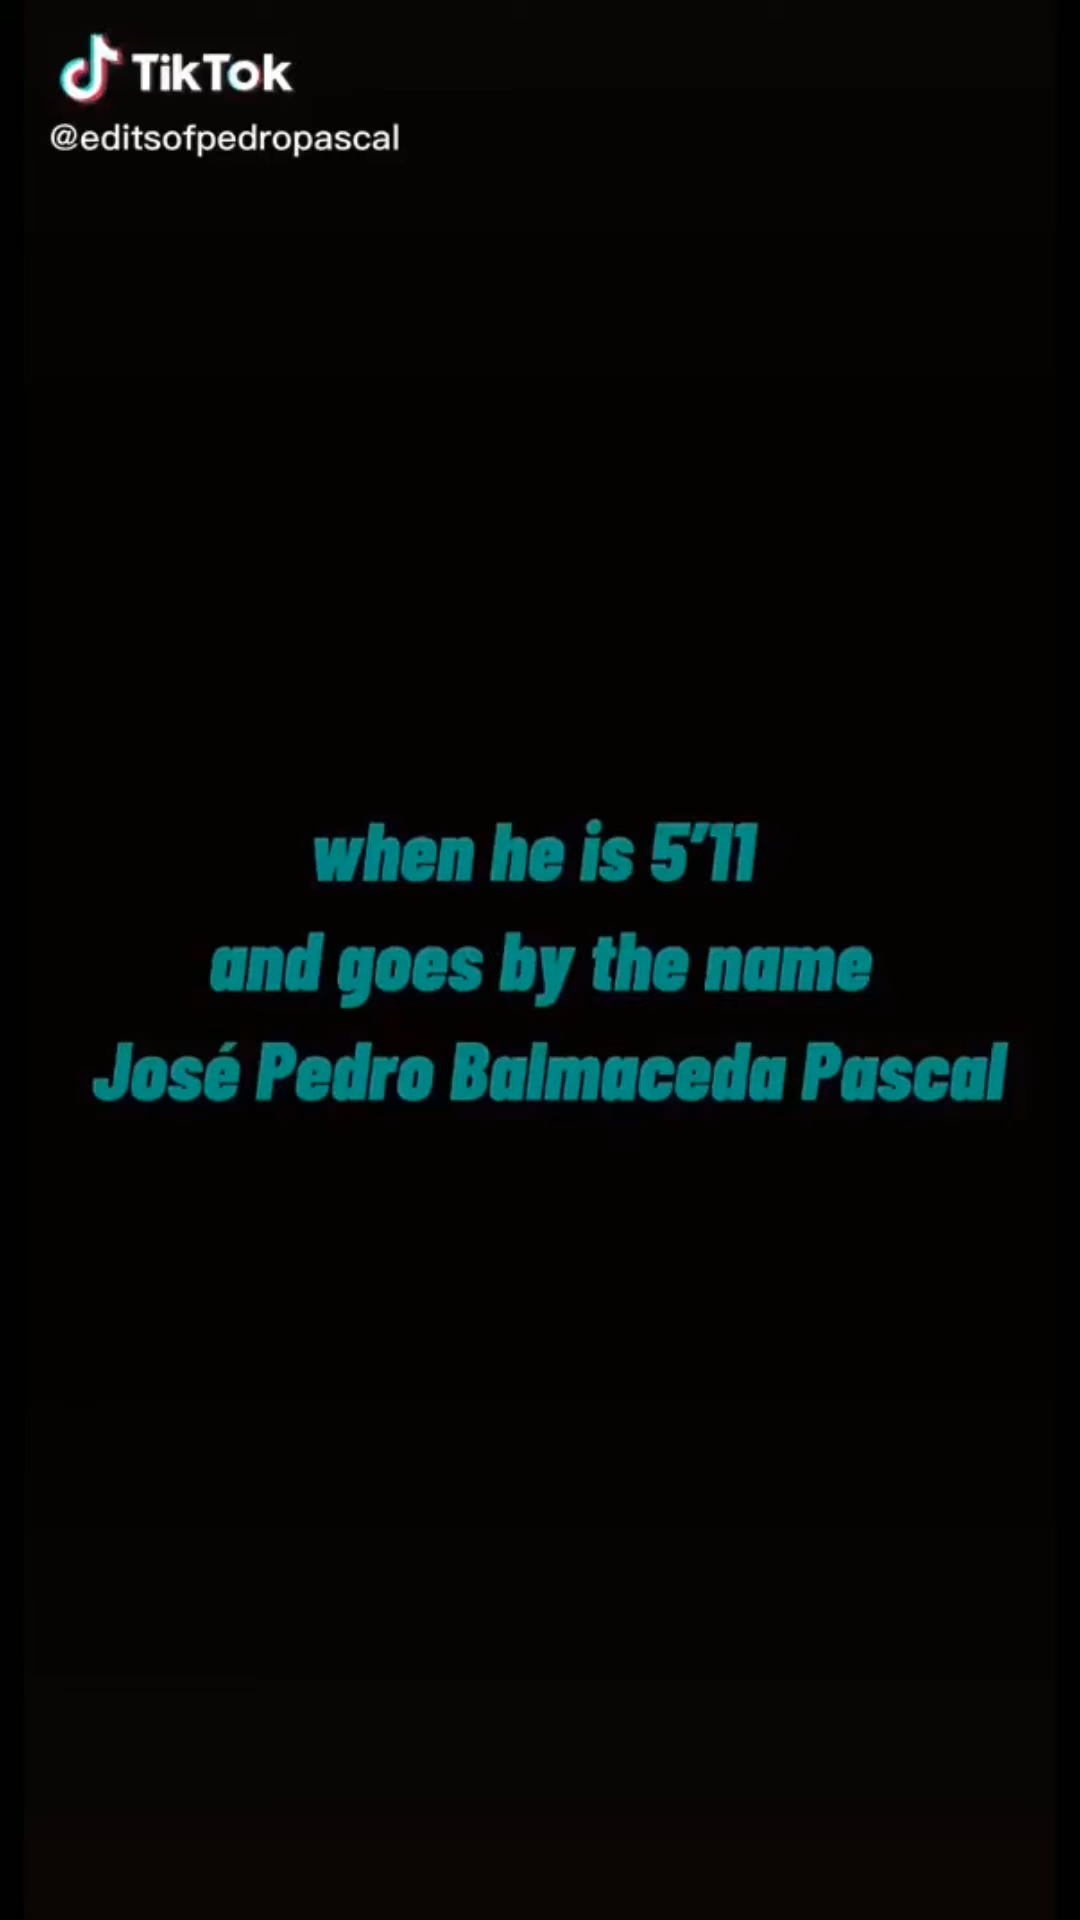 TikTok
@editsofpedropascal
when he is 5'11
and goes by the name
José Pedro Balmaceda Pascal